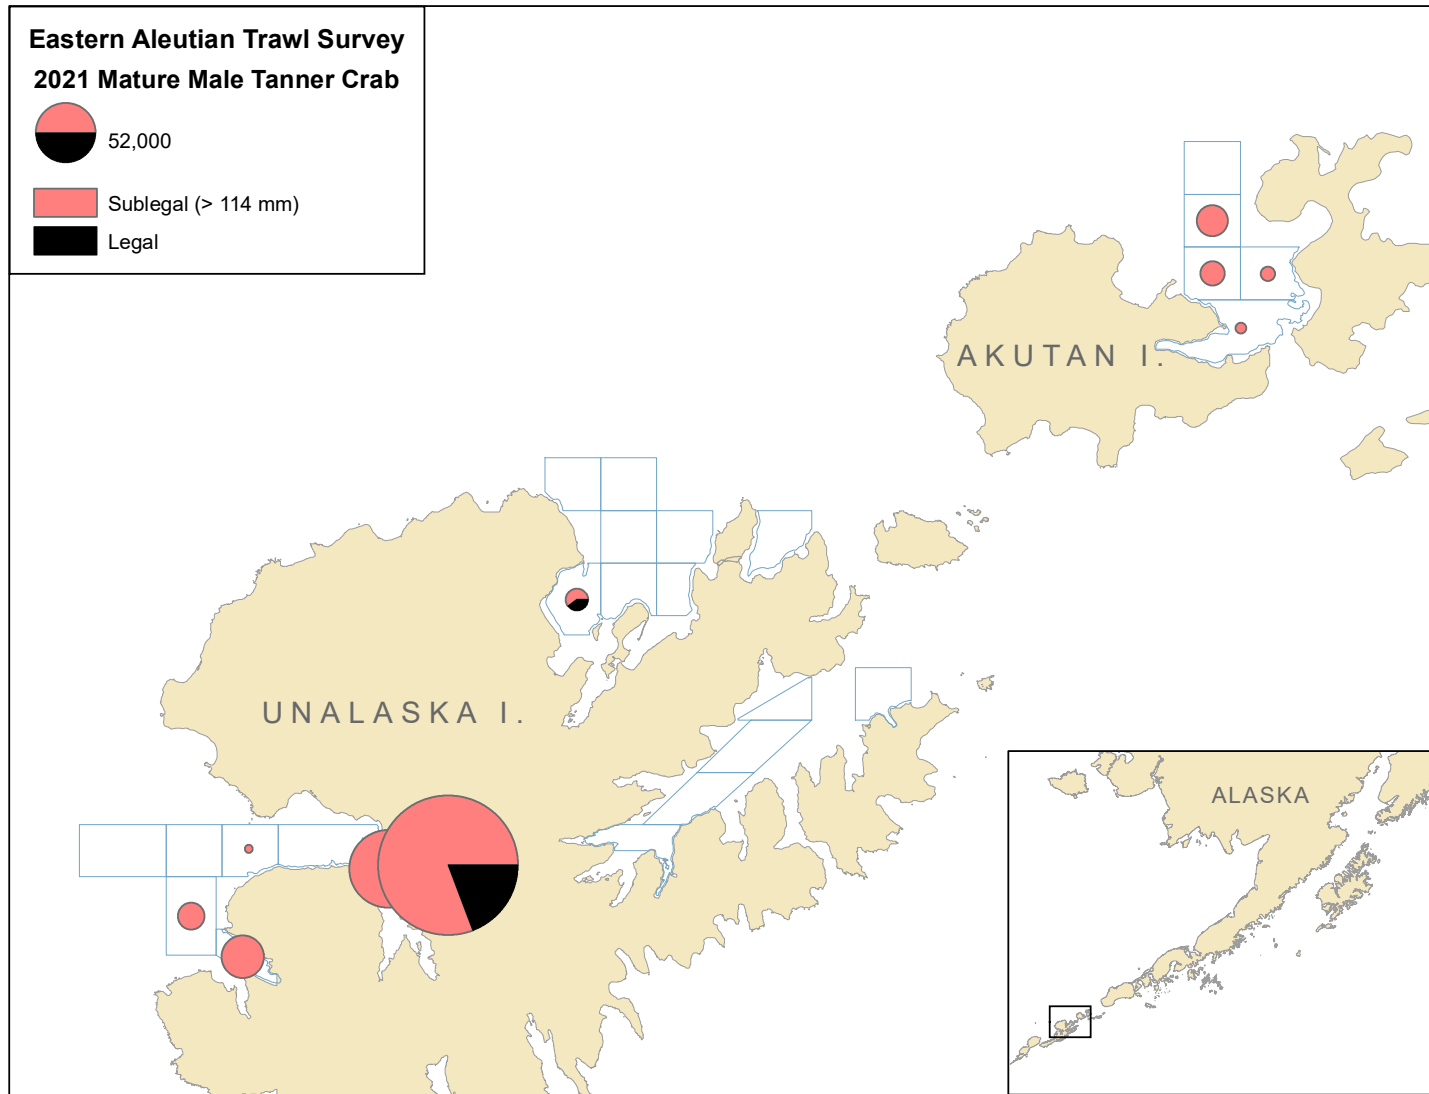 Eastern Aleutian Trawl Survey
2021 Mature Male Tanner Crab
52,000
Sublegal (> 114 mm)
Legal
AKUTAN I.
UNALASKA I.
ALASKA